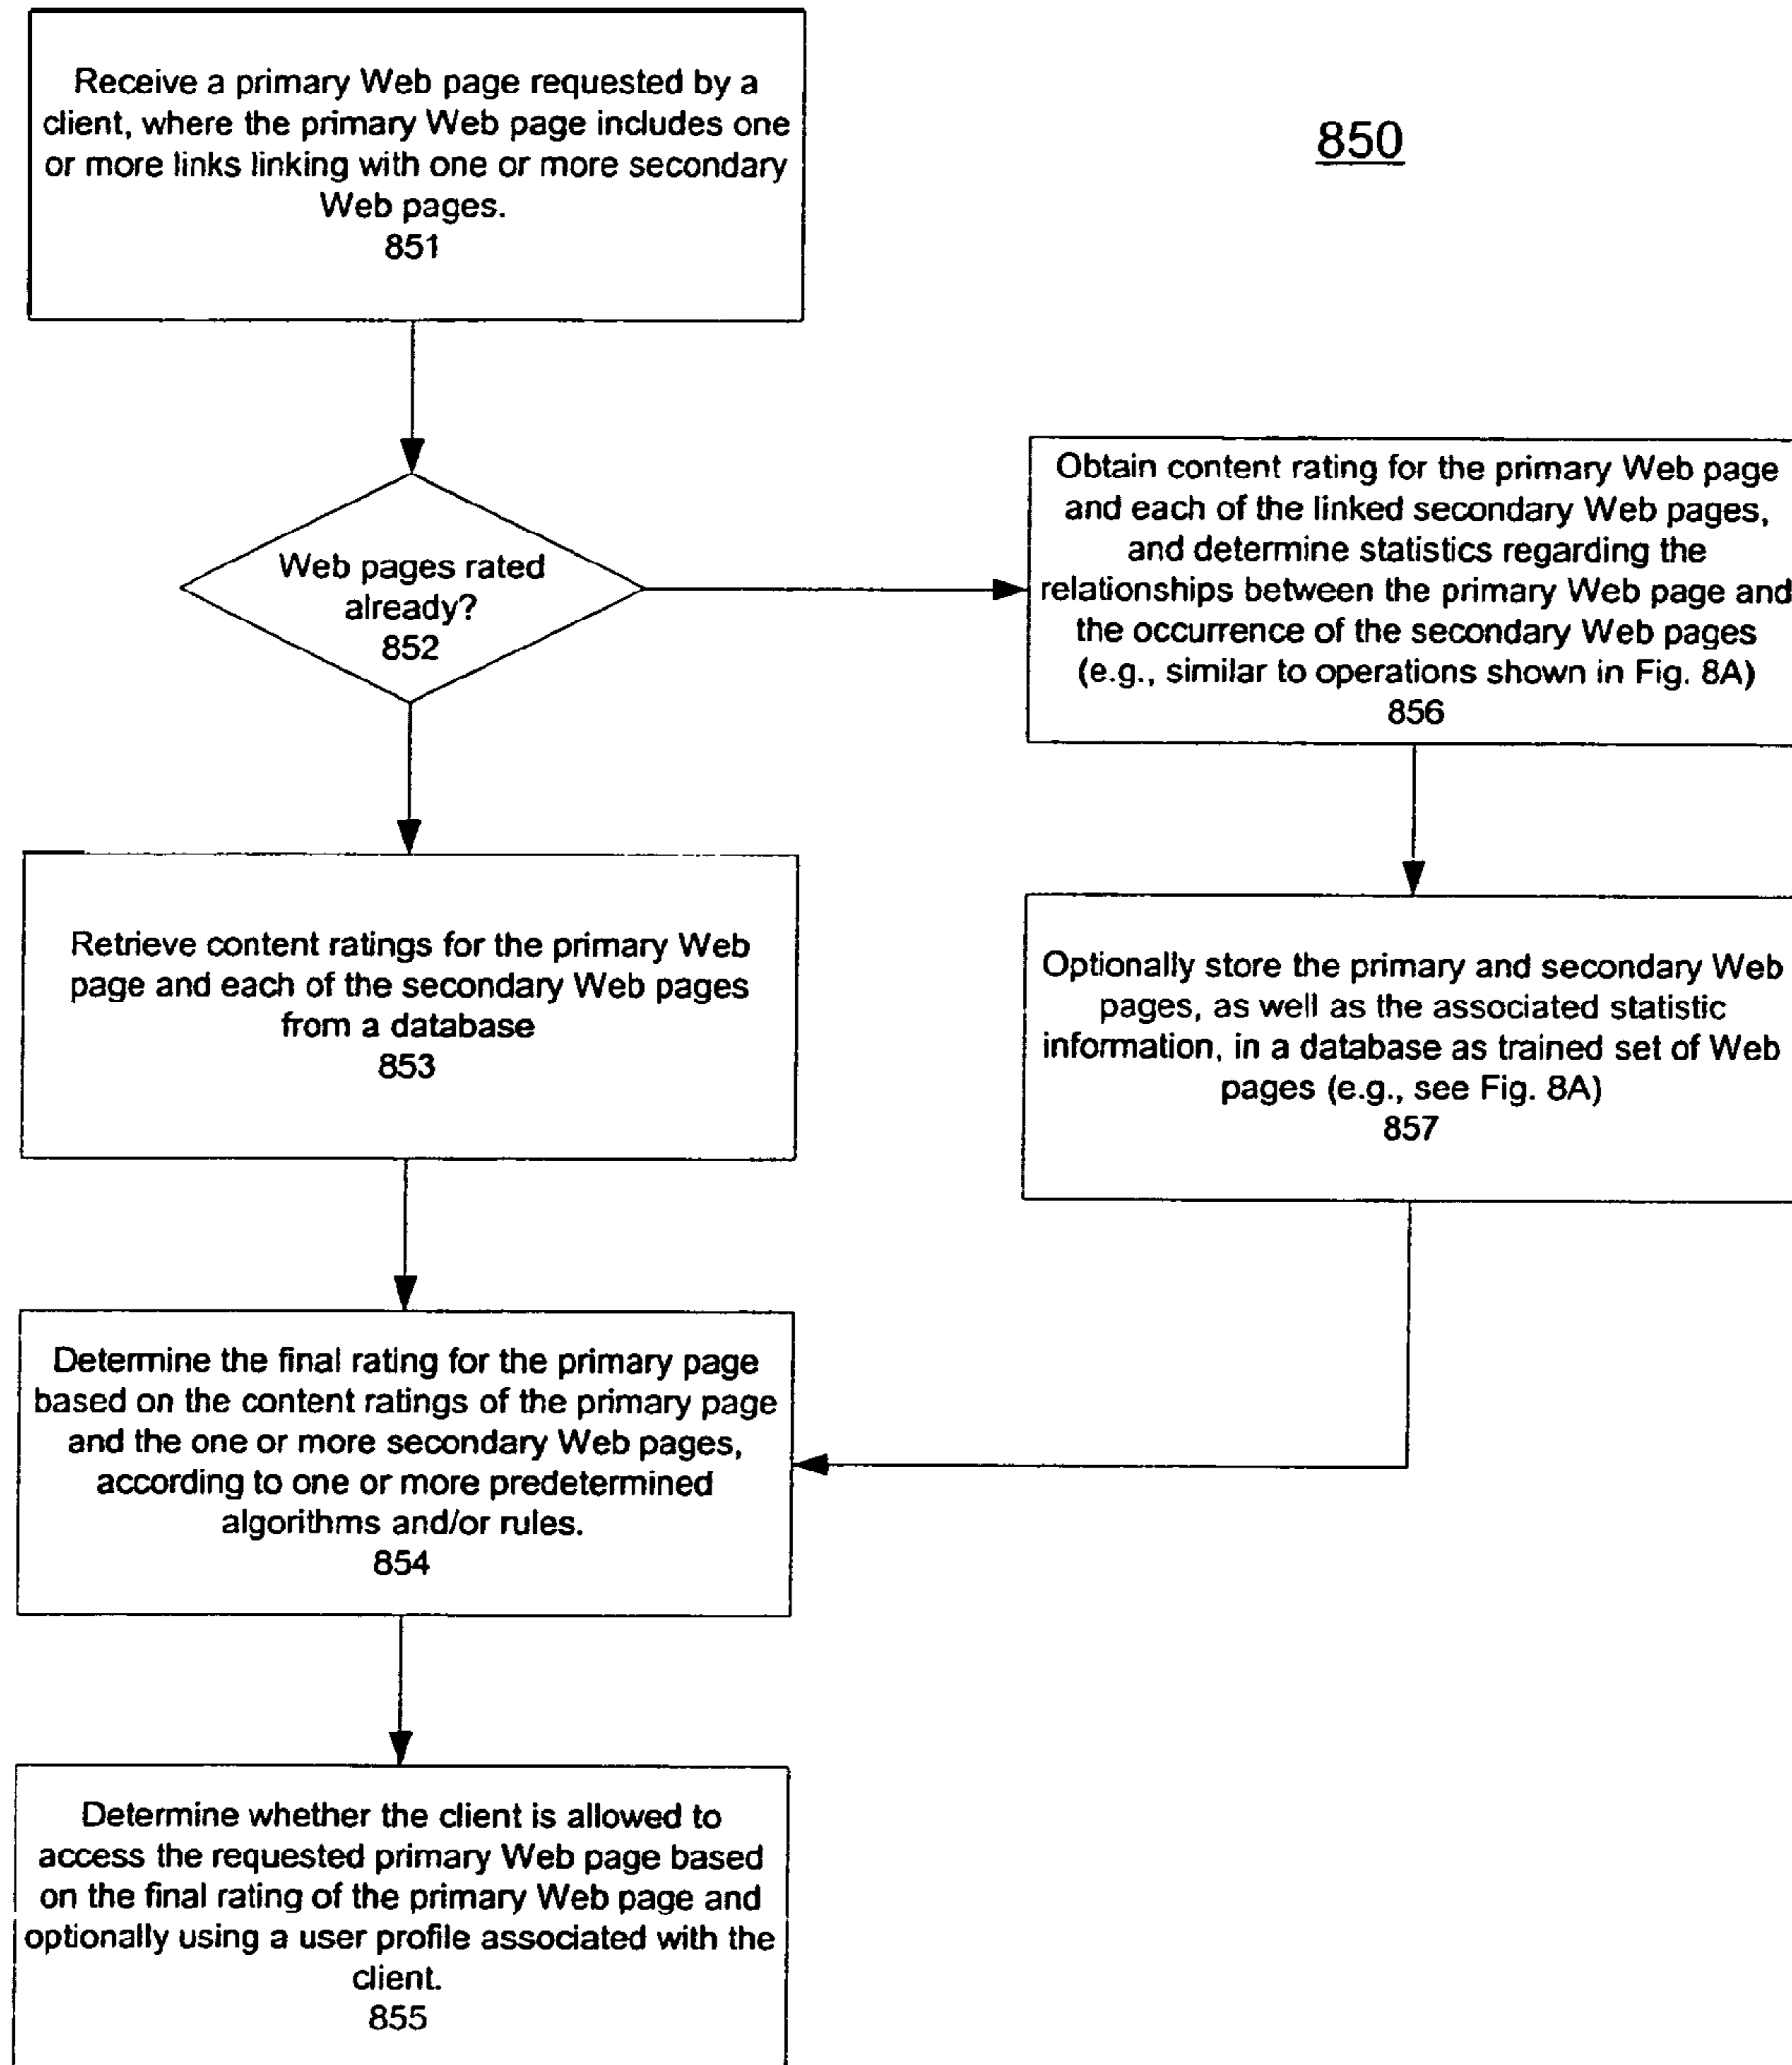 Receive a primary Web page requested by a
client, where the primary Web page includes one
or more links linking with one or more secondary
Web pages.
851
850
Web pages rated
already?
852
Obtain content rating for the primary Web page
and each of the linked secondary Web pages,
and determine statistics regarding the
relationships between the primary Web page and
the occurrence of the secondary Web pages
(e.g., similar to operations shown in Fig. 8A)
856
Retrieve content ratings for the primary Web
page and each of the secondary Web pages
from a database
853
Optionally store the primary and secondary Web
pages, as well as the associated statistic
information, in a database as trained set of Web
pages (e.g., see Fig. 8A)
857
Determine the final rating for the primary page
based on the content ratings of the primary page
and the one or more secondary Web pages,
according to one or more predetermined
algorithms and/or rules.
854
Determine whether the client is allowed to
access the requested primary Web page based
on the final rating of the primary Web page and
optionally using a user profile associated with the
client.
855